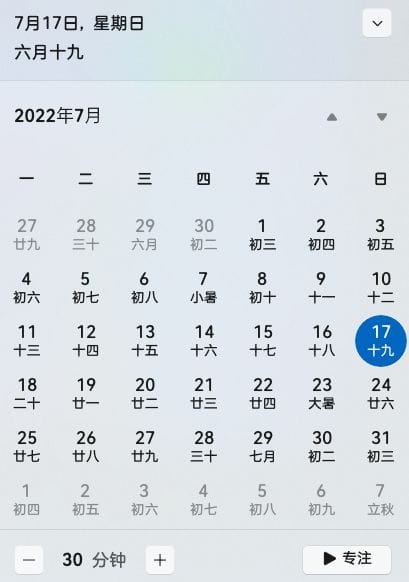 7月17日, 星期日
六月十九
2022年7月
一 二 三 四 五 六 日
27 28 29 30 1 2 3
廿九 三十 六月 初二 初三 初四 初五
4 5 6 7 8 9 10
初六 初七 初八 小暑 初十 十一 十二
11 12 13 14 15 16 17
十三 十四 十五 十六 十七 十八 十九
18 19 20 21 22 23 24
二十 廿一 廿二 廿三 廿四 大暑 廿六
25 26 27 28 29 30 31
廿七 廿八 廿九 三十 七月 初二 初三
1 2 3 4 5 6 7
初四 初五 初六 初七 初八 初九 立秋
30 分钟 专注